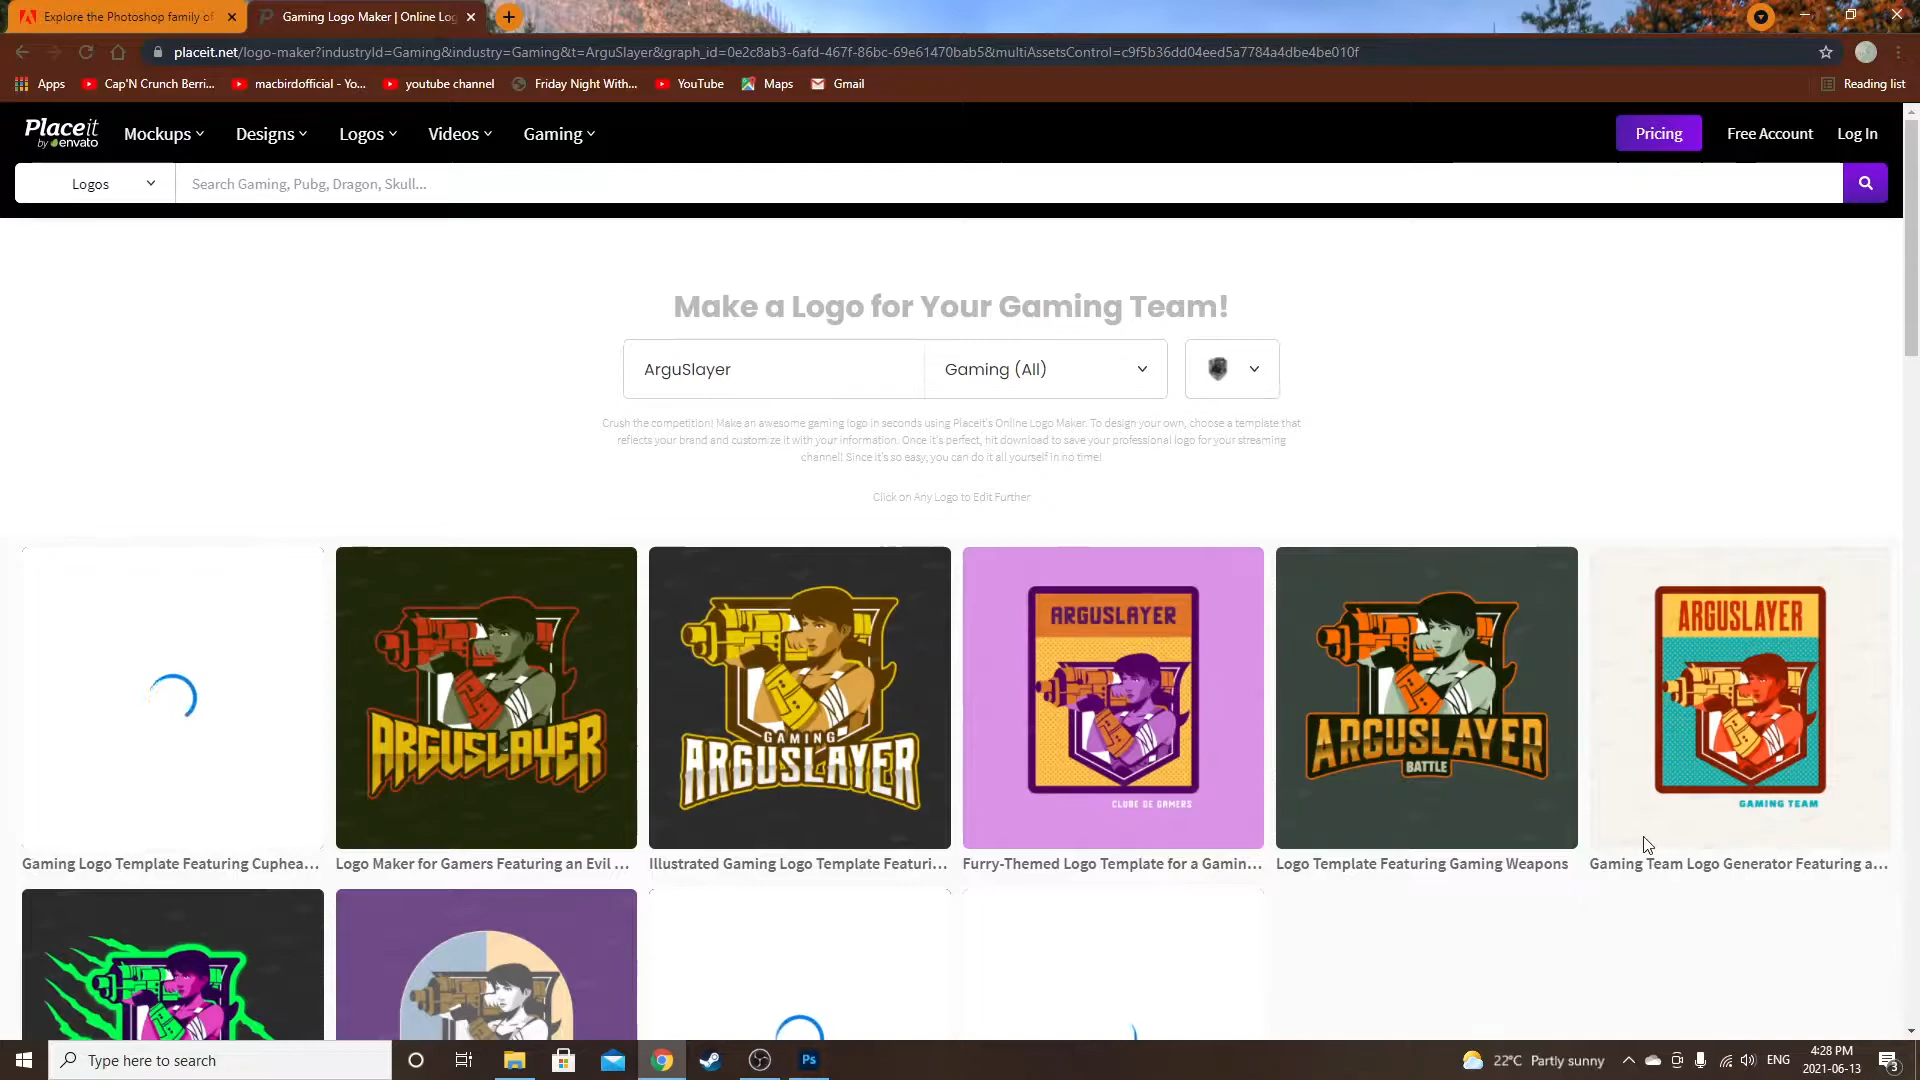 Explore the Photoshop family of
Gaming Logo Maker | Online Log
placeit.net/logo-maker?industryId=Gaming&industry=Gaming&t=ArguSlayer&graph_id=0e2c8ab3-6afd-467f-86bc-69e61470bab5&multiAssetsControl=c9f5b36dd04eed5a7784a4dbe4be010f
Apps
Cap'N Crunch Berri...
macbirdofficial - Yo...
youtube channel
Friday Night With...
YouTube
Maps
Gmail
Reading list
Placeit
by envato
Mockups
Designs
Logos
Videos
Gaming
Pricing
Free Account
Log In
Logos
Search Gaming, Pubg, Dragon, Skull...
Make a Logo for Your Gaming Team!
ArguSlayer
Gaming (All)
Crush the competition! Make an awesome gaming logo in seconds using Placeit's Online Logo Maker. To design your own, choose a template that
reflects your brand and customize it with your information. Once it's perfect, hit download to save your professional logo for your streaming
channel! Since it's so easy, you can do it all yourself in no time!
Click on Any Logo to Edit Further
ARGUSLAYER
GAMING
ARGUSLAYER
ARGUSLAYER
CLUBE DE GAMERS
ARGUSLAYER
BATTLE
ARGUSLAYER
GAMING TEAM
Gaming Logo Template Featuring Cuphea...
Logo Maker for Gamers Featuring an Evil ...
Illustrated Gaming Logo Template Featuri...
Furry-Themed Logo Template for a Gamin...
Logo Template Featuring Gaming Weapons
Gaming Team Logo Generator Featuring a...
Type here to search
Ps
22°C Partly sunny
ENG
4:28 PM
2021-06-13
3